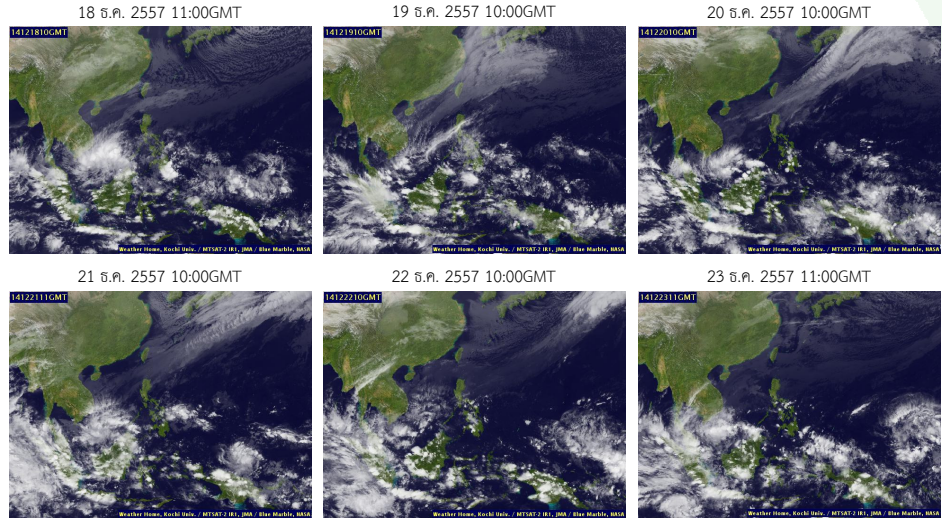 18 ธ.ค. 2557 11:00GMT
19 ธ.ค. 2557 10:00GMT
20 ธ.ค. 2557 10:00GMT
14121810GMT
14121910GMT
14122010GMT
Weather Home, Kochi Univ. / MTSAT-2 IR1, JMA / Blue Marble, NASA
Weather Home, Kochi Univ. / MTSAT-2 IR1, JMA / Blue Marble, NASA
Weather Home, Kochi Univ. / MTSAT-2 IR1, JMA / Blue Marble, NASA
21 ธ.ค. 2557 10:00GMT
22 ธ.ค. 2557 10:00GMT
23 ธ.ค. 2557 11:00GMT
14122111GMT
14122210GMT
14122311GMT
Weather Home, Kochi Univ. / MTSAT-2 IR1, JMA / Blue Marble, NASA
Weather Home, Kochi Univ. / MTSAT-2 IR1, JMA / Blue Marble, NASA
Weather Home, Kochi Univ. / MTSAT-2 IR1, JMA / Blue Marble, NASA